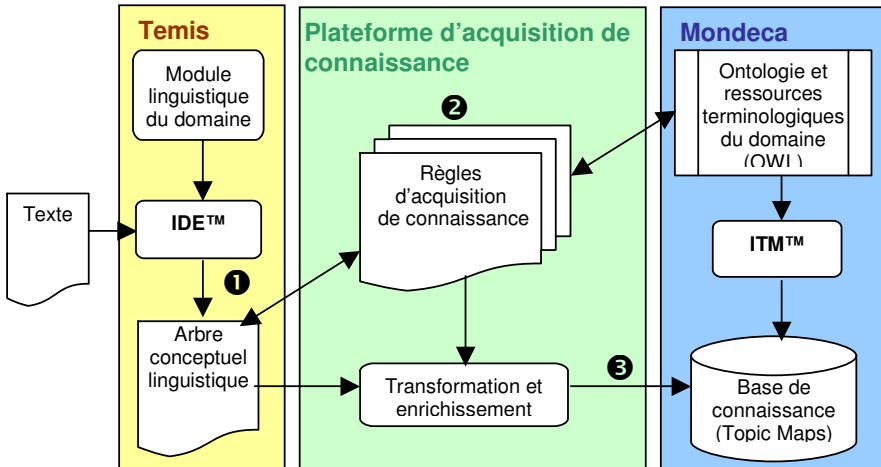 Temis
Module
linguistique
du domaine
Texte
IDE™
❶
Arbre
conceptuel
linguistique
Plateforme d'acquisition de
connaissance
❷
Règles
d'acquisition
de connaissance
Transformation et
enrichissement
❸
Mondeca
Ontologie et
ressources
terminologiques
du domaine
(OWL)
ITM™
Base de
connaissance
(Topic Maps)